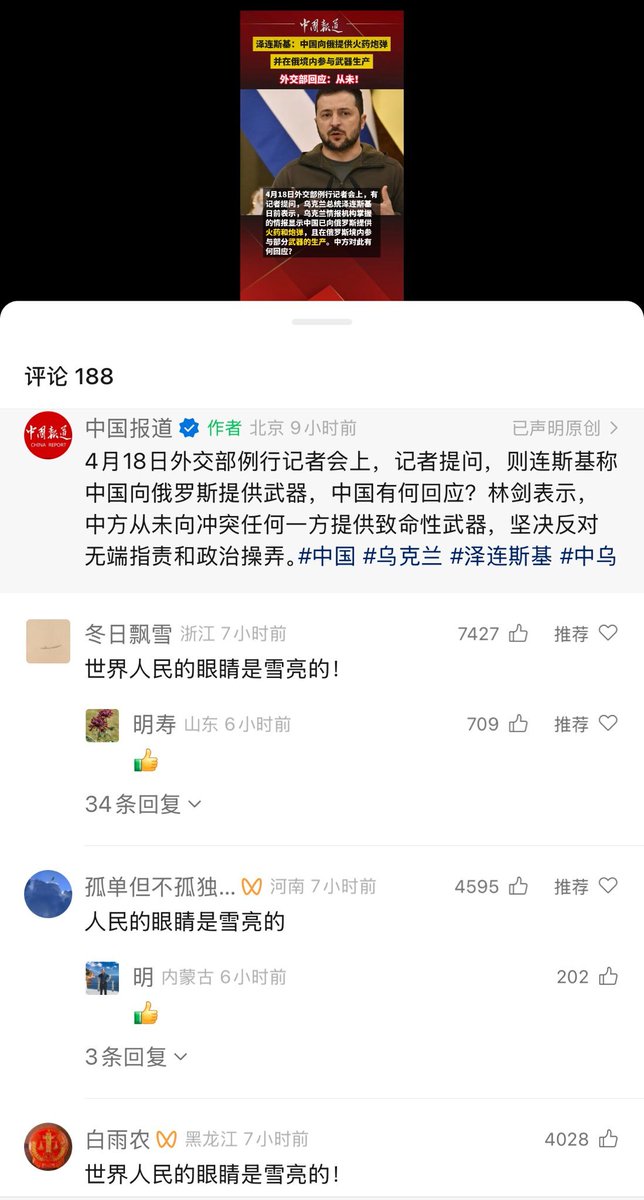 中国报道
泽连斯基：中国向俄提供火药炮弹
并在俄境内参与武器生产
外交部回应：从未！
4月18日外交部例行记者会上，有
记者提问，乌克兰总统泽连斯基
日前表示，乌克兰情报机构掌握
的情报显示中国已向俄罗斯提供
火药和炮弹，且在俄罗斯境内参
与部分武器的生产。中方对此有
何回应？
评论 188
中国报道
CHINA REPORT
中国报道 作者 北京 9小时前 已声明原创
4月18日外交部例行记者会上，记者提问，则连斯基称
中国向俄罗斯提供武器，中国有何回应？林剑表示，
中方从未向冲突任何一方提供致命性武器，坚决反对
无端指责和政治操弄。#中国 #乌克兰 #泽连斯基 #中乌
冬日飘雪 浙江 7小时前 7427 推荐
世界人民的眼睛是雪亮的！
明寿 山东 6小时前 709 推荐
👍
34条回复
孤单但不孤独... 河南 7小时前 4595 推荐
人民的眼睛是雪亮的
明 内蒙古 6小时前 202
👍
3条回复
白雨农 黑龙江 7小时前 4028
世界人民的眼睛是雪亮的！